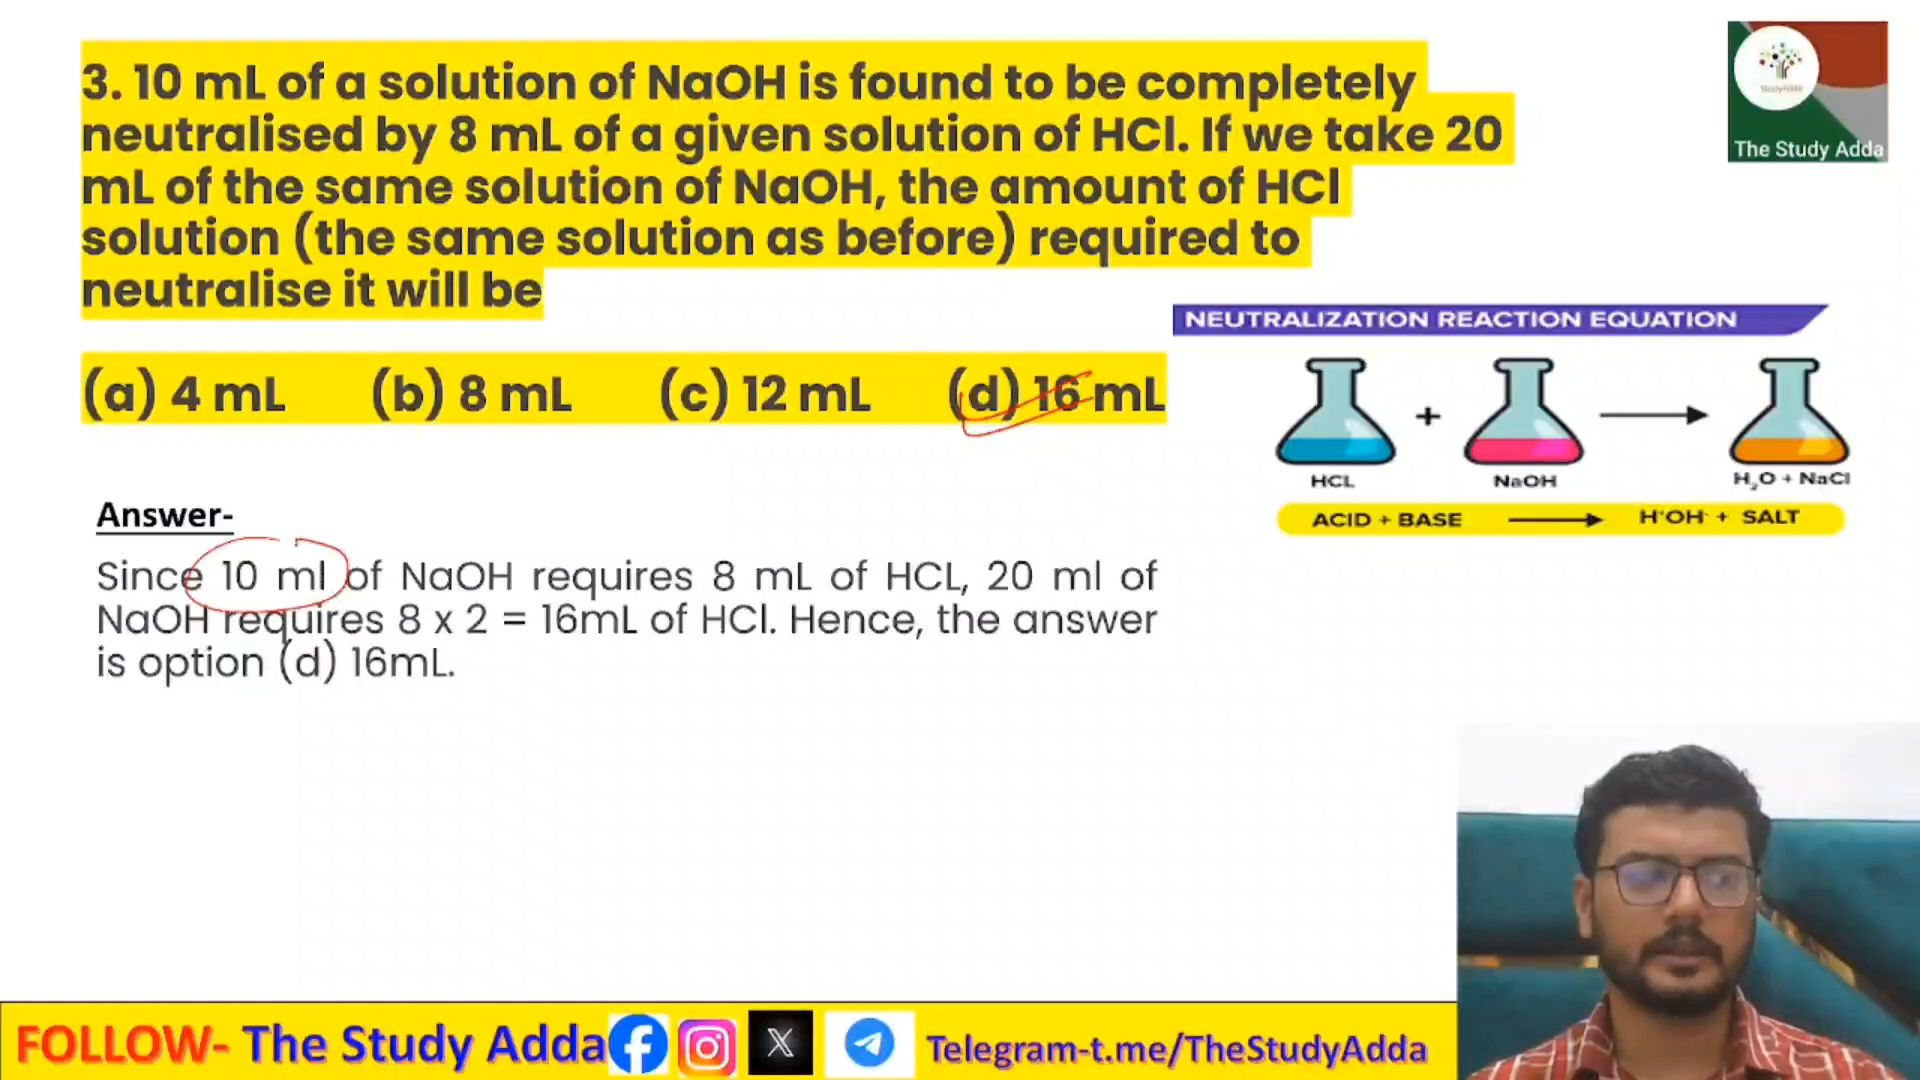 3. 10 mL of a solution of NaOH is found to be completely
neutralised by 8 mL of a given solution of HCl. If we take 20
mL of the same solution of NaOH, the amount of HCl
solution (the same solution as before) required to
neutralise it will be
(a) 4 mL (b) 8 mL (c) 12 mL (d) 16 mL
StudyAdda
The Study Adda
NEUTRALIZATION REACTION EQUATION
+
HCL NaOH H₂O + NaCl
ACID + BASE H⁺OH⁻ + SALT
Answer-
Since 10 ml of NaOH requires 8 mL of HCL, 20 ml of
NaOH requires 8 x 2 = 16mL of HCl. Hence, the answer
is option (d) 16mL.
FOLLOW- The Study Adda Telegram-t.me/TheStudyAdda